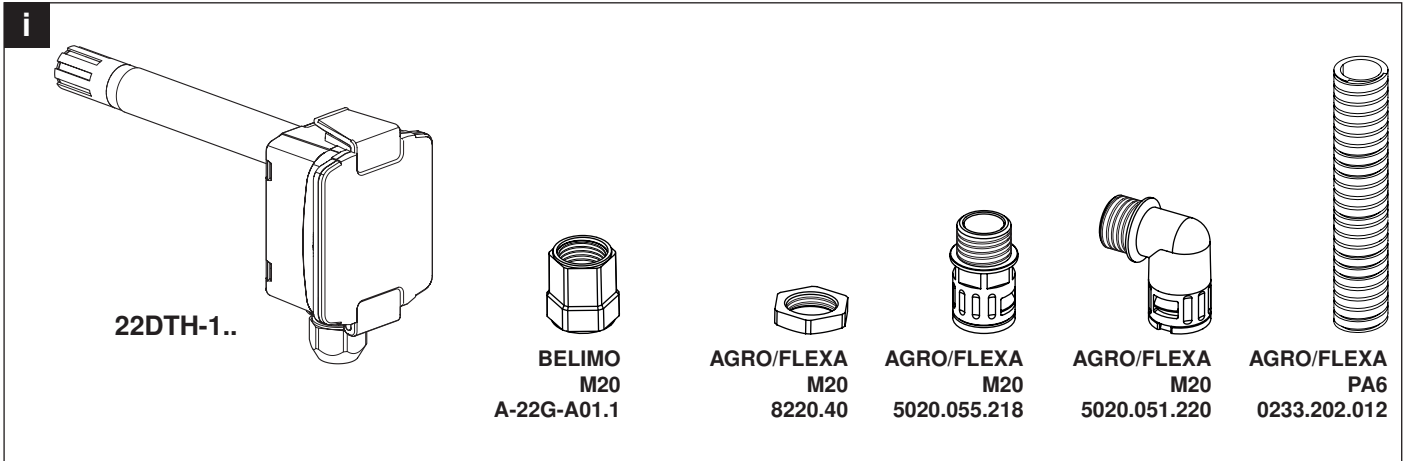 i
22DTH-1..
BELIMO
M20
A-22G-A01.1
AGRO/FLEXA
M20
8220.40
AGRO/FLEXA
M20
5020.055.218
AGRO/FLEXA
M20
5020.051.220
AGRO/FLEXA
PA6
0233.202.012